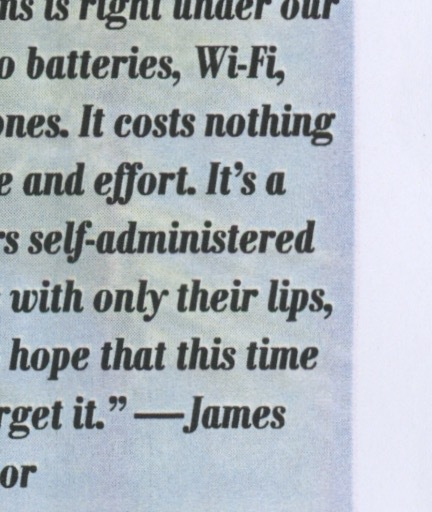 ns is right under our
o batteries, Wi-Fi,
ones. It costs nothing
e and effort. It's a
rs self-administered
with only their lips,
hope that this time
rget it.” —James
or